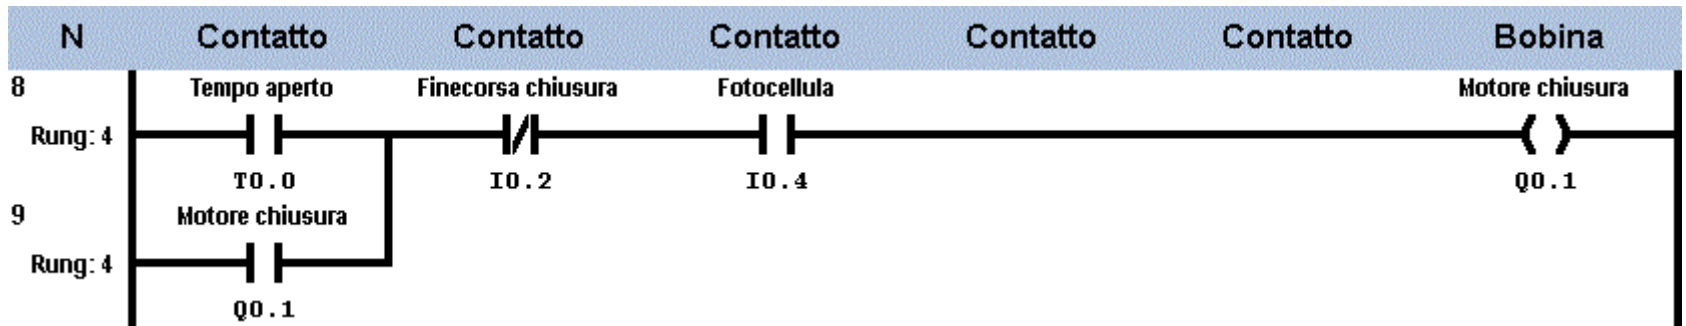 N Contatto Contatto Contatto Contatto Contatto Bobina
8 Tempo aperto Finecorsa chiusura Fotocellula Motore chiusura
Rung: 4
T0.0 I0.2 I0.4 Q0.1
9 Motore chiusura
Rung: 4
Q0.1